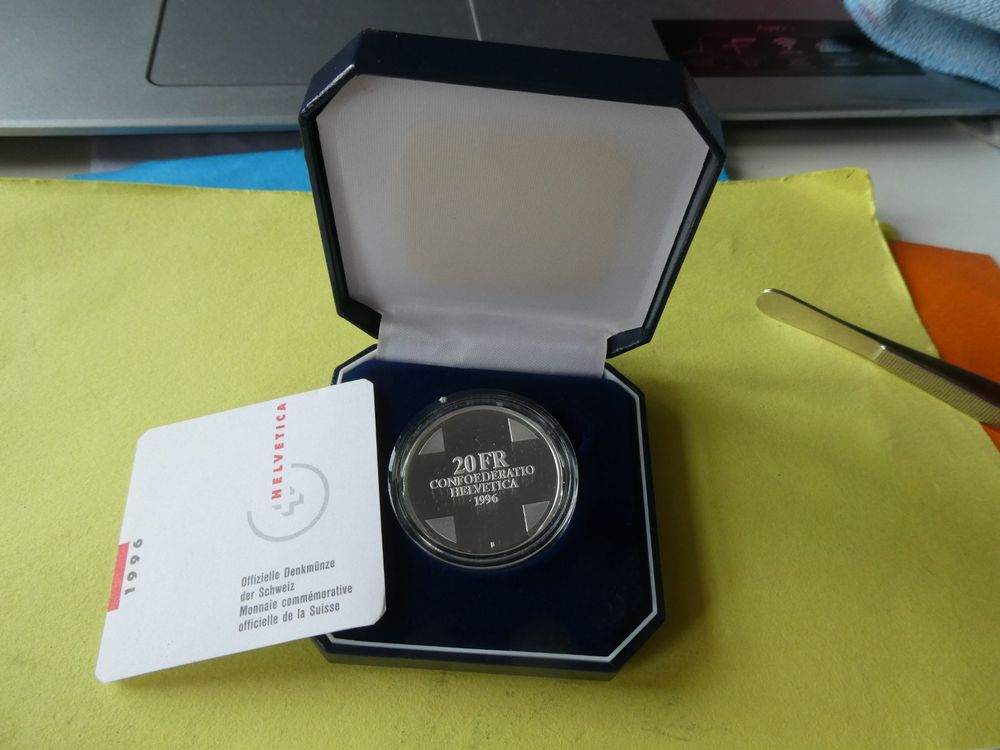 20 FR
CONFOEDERATIO
HELVETICA
1996
B
HELVETICA
1996
Offizielle Denkmünze
der Schweiz
Monnaie commémorative
officielle de la Suisse